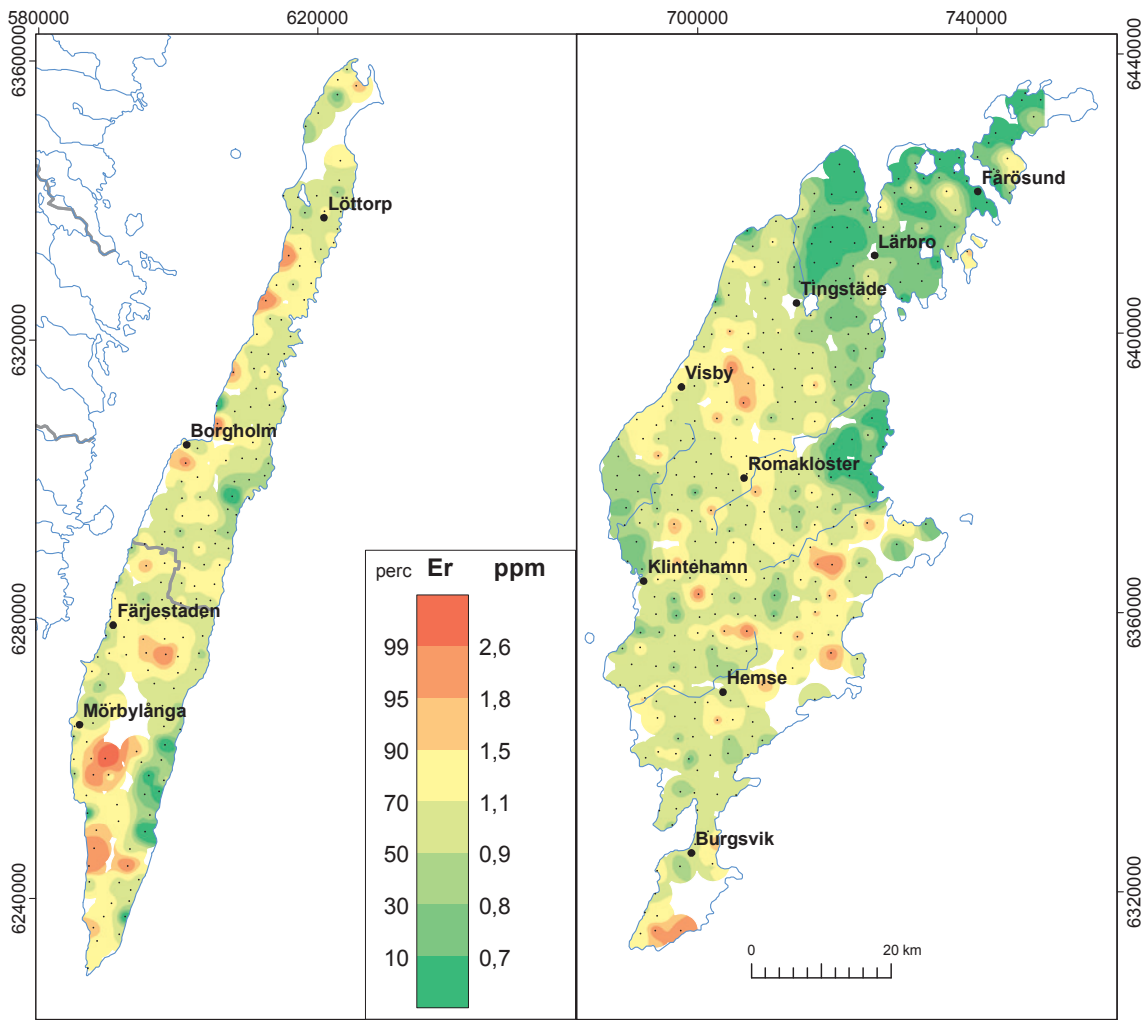 580000 620000 700000 740000
6360000
6320000
6280000
6240000
6440000
6400000
6360000
6320000
Löttorp
Borgholm
Färjestaden
Mörbylånga
Fårösund
Lärbro
Tingstäde
Visby
Romakloster
Klintehamn
Hemse
Burgsvik
perc Er ppm
99 2,6
95 1,8
90 1,5
70 1,1
50 0,9
30 0,8
10 0,7
0 20 km